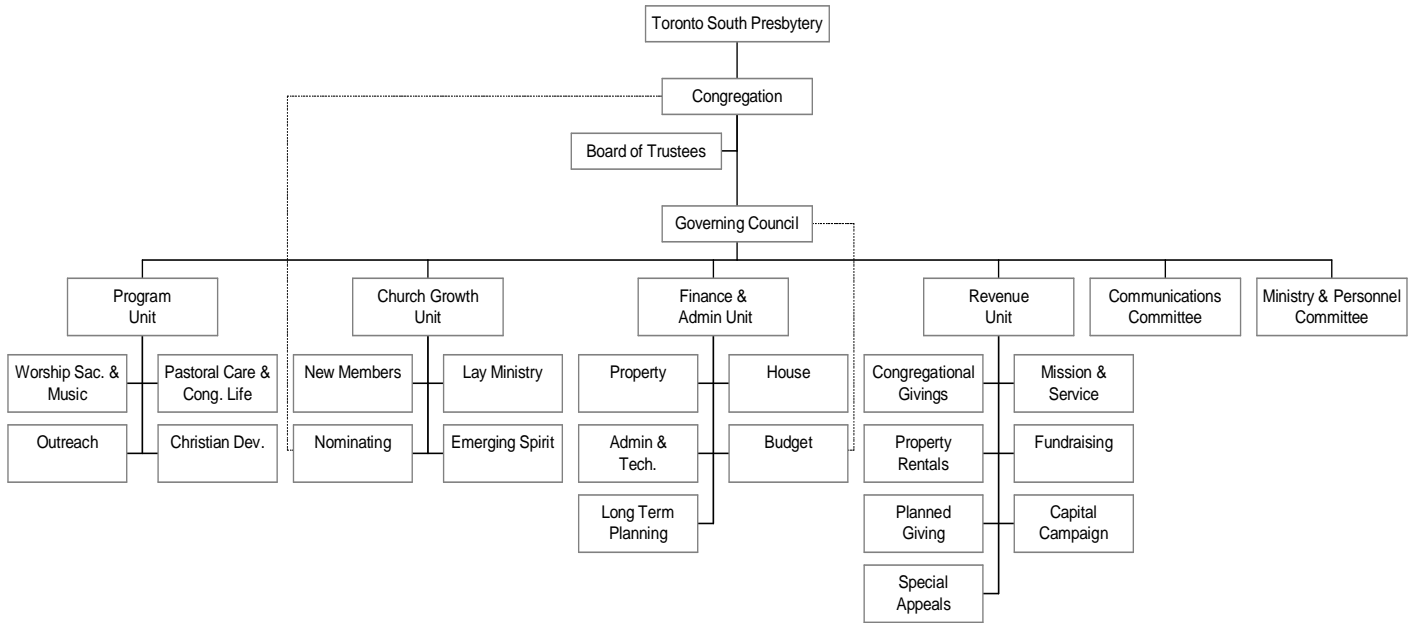 Toronto South Presbytery
Congregation
Board of Trustees
Governing Council
Program
Unit
Church Growth
Unit
Finance &
Admin Unit
Revenue
Unit
Communications
Committee
Ministry & Personnel
Committee
Worship Sac. &
Music
Pastoral Care &
Cong. Life
Outreach
Christian Dev.
New Members
Lay Ministry
Nominating
Emerging Spirit
Property
House
Admin &
Tech.
Budget
Long Term
Planning
Congregational
Givings
Mission &
Service
Property
Rentals
Fundraising
Planned
Giving
Capital
Campaign
Special
Appeals